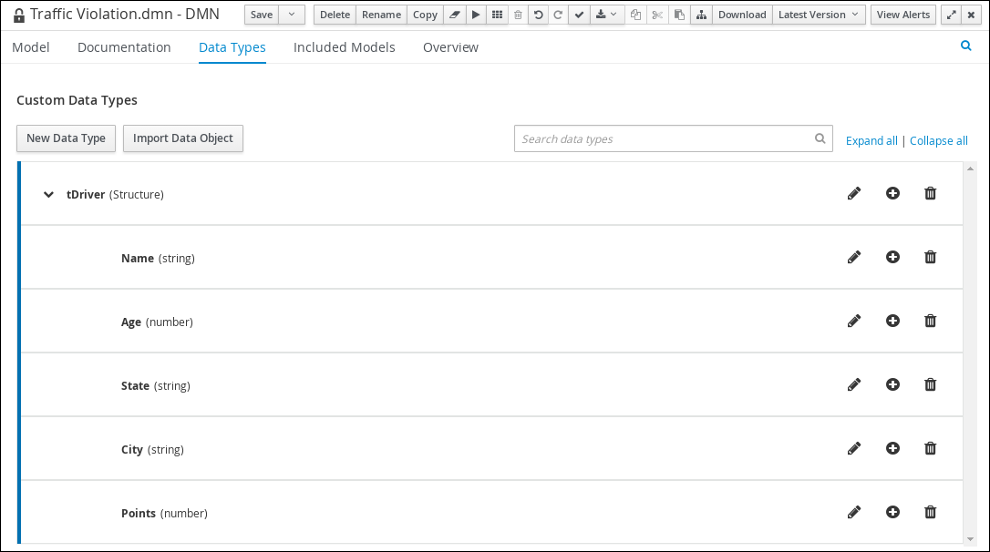 Traffic Violation.dmn - DMN Save Delete Rename Copy Download Latest Version View Alerts
Model Documentation Data Types Included Models Overview
Custom Data Types
New Data Type Import Data Object Search data types Expand all | Collapse all
tDriver (Structure)
Name (string)
Age (number)
State (string)
City (string)
Points (number)